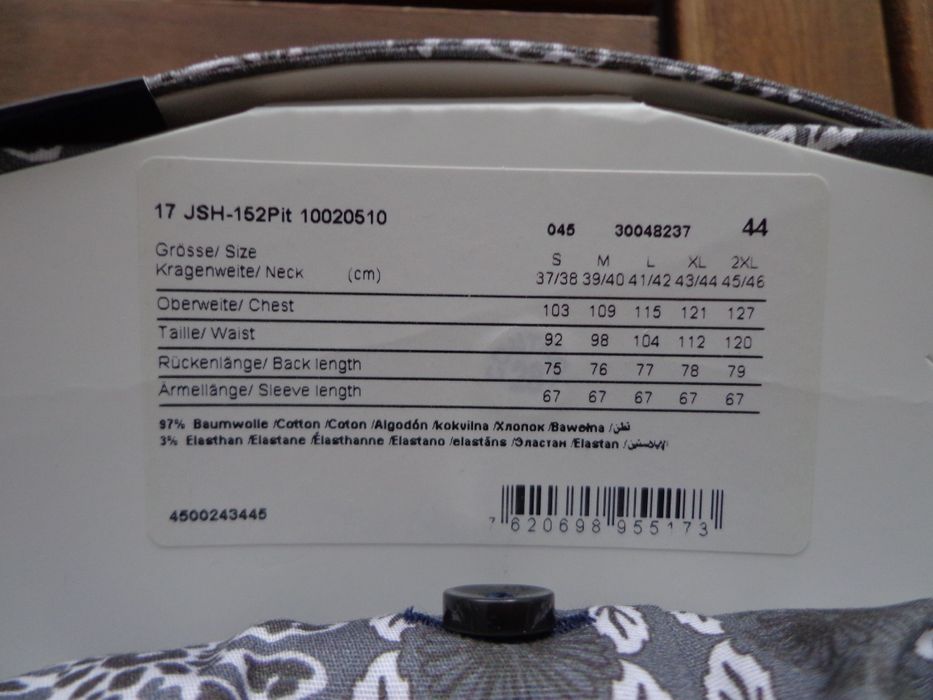 17 JSH-152Pit 10020510
045 30048237 44
Grösse/ Size S M L XL 2XL
Kragenweite/ Neck (cm) 37/38 39/40 41/42 43/44 45/46
Oberweite/ Chest 103 109 115 121 127
Taille/ Waist 92 98 104 112 120
Rückenlänge/ Back length 75 76 77 78 79
Ärmellänge/ Sleeve length 67 67 67 67 67
97% Baumwolle /Cotton /Coton /Algodón /kokvilna /Хлопок /Bawełna /قطن
3% Elasthan /Elastane /Élasthanne /Elastano /elastāns /Эластан /Elastan
4500243445
7 620698 955173